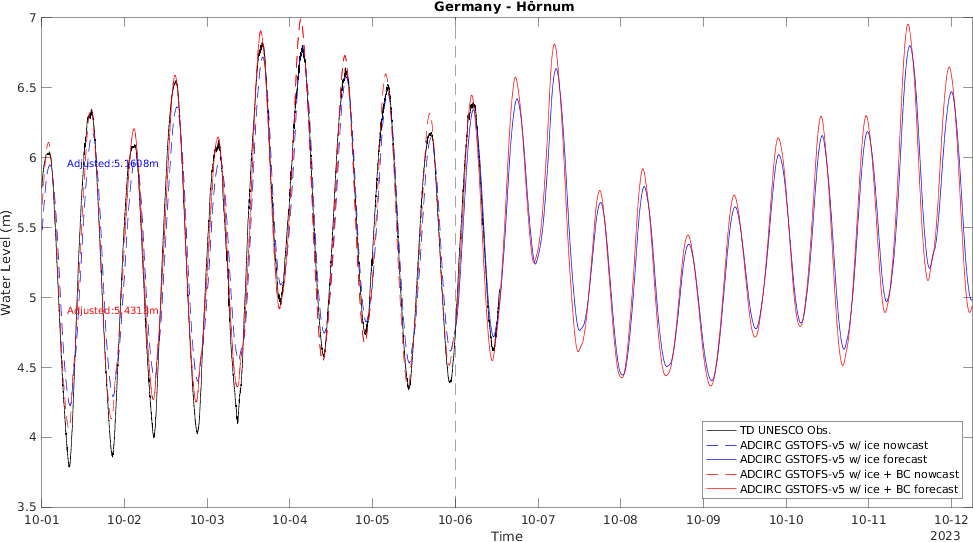 Germany - Hörnum
Water Level (m)
7
6.5
6
5.5
5
4.5
4
3.5
Adjusted:5.1608m
TD UNESCO Obs.
ADCIRC GSTOFS-v5 w/ ice nowcast
ADCIRC GSTOFS-v5 w/ ice forecast
ADCIRC GSTOFS-v5 w/ ice + BC nowcast
ADCIRC GSTOFS-v5 w/ ice + BC forecast
10-01 10-02 10-03 10-04 10-05 10-06 10-07 10-08 10-09 10-10 10-11 10-12
Time
2023